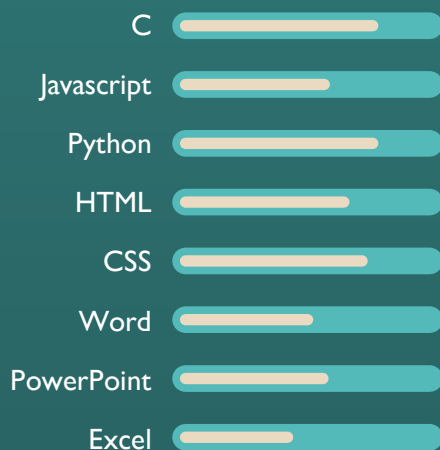 C
Javascript
Python
HTML
CSS
Word
PowerPoint
Excel